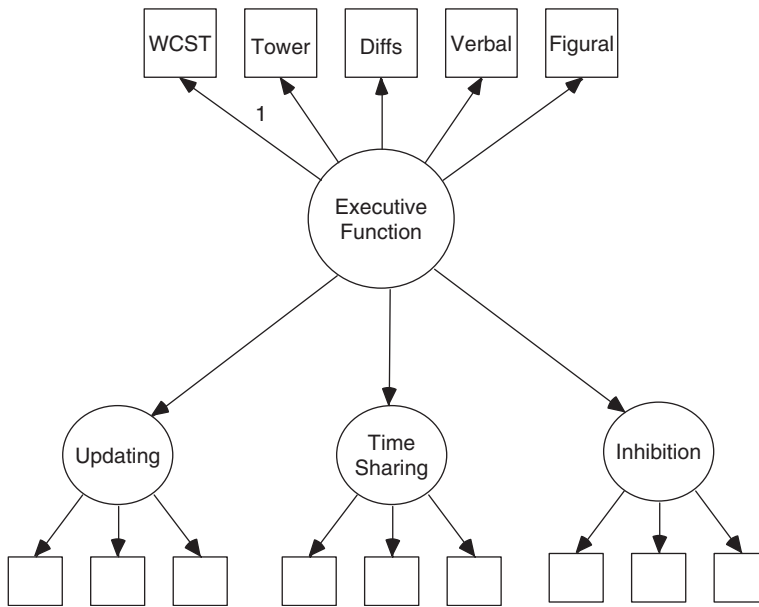 WCST
Tower
Diffs
Verbal
Figural
1
Executive
Function
Updating
Time
Sharing
Inhibition